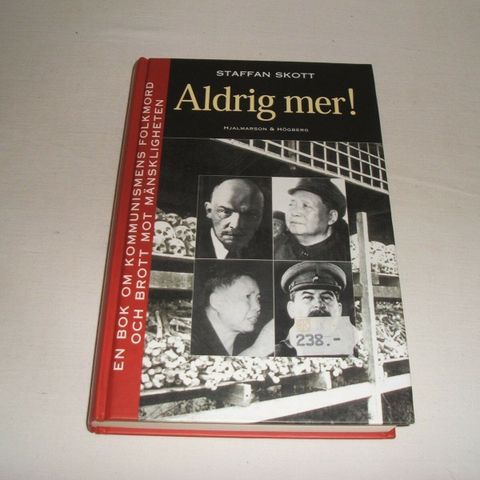 STAFFAN SKOTT
Aldrig mer!
HJALMARSON & HÖGBERG
EN BOK OM KOMMUNISMENS FOLKMORD
OCH BROTT MOT MÄNSKLIGHETEN
238.-